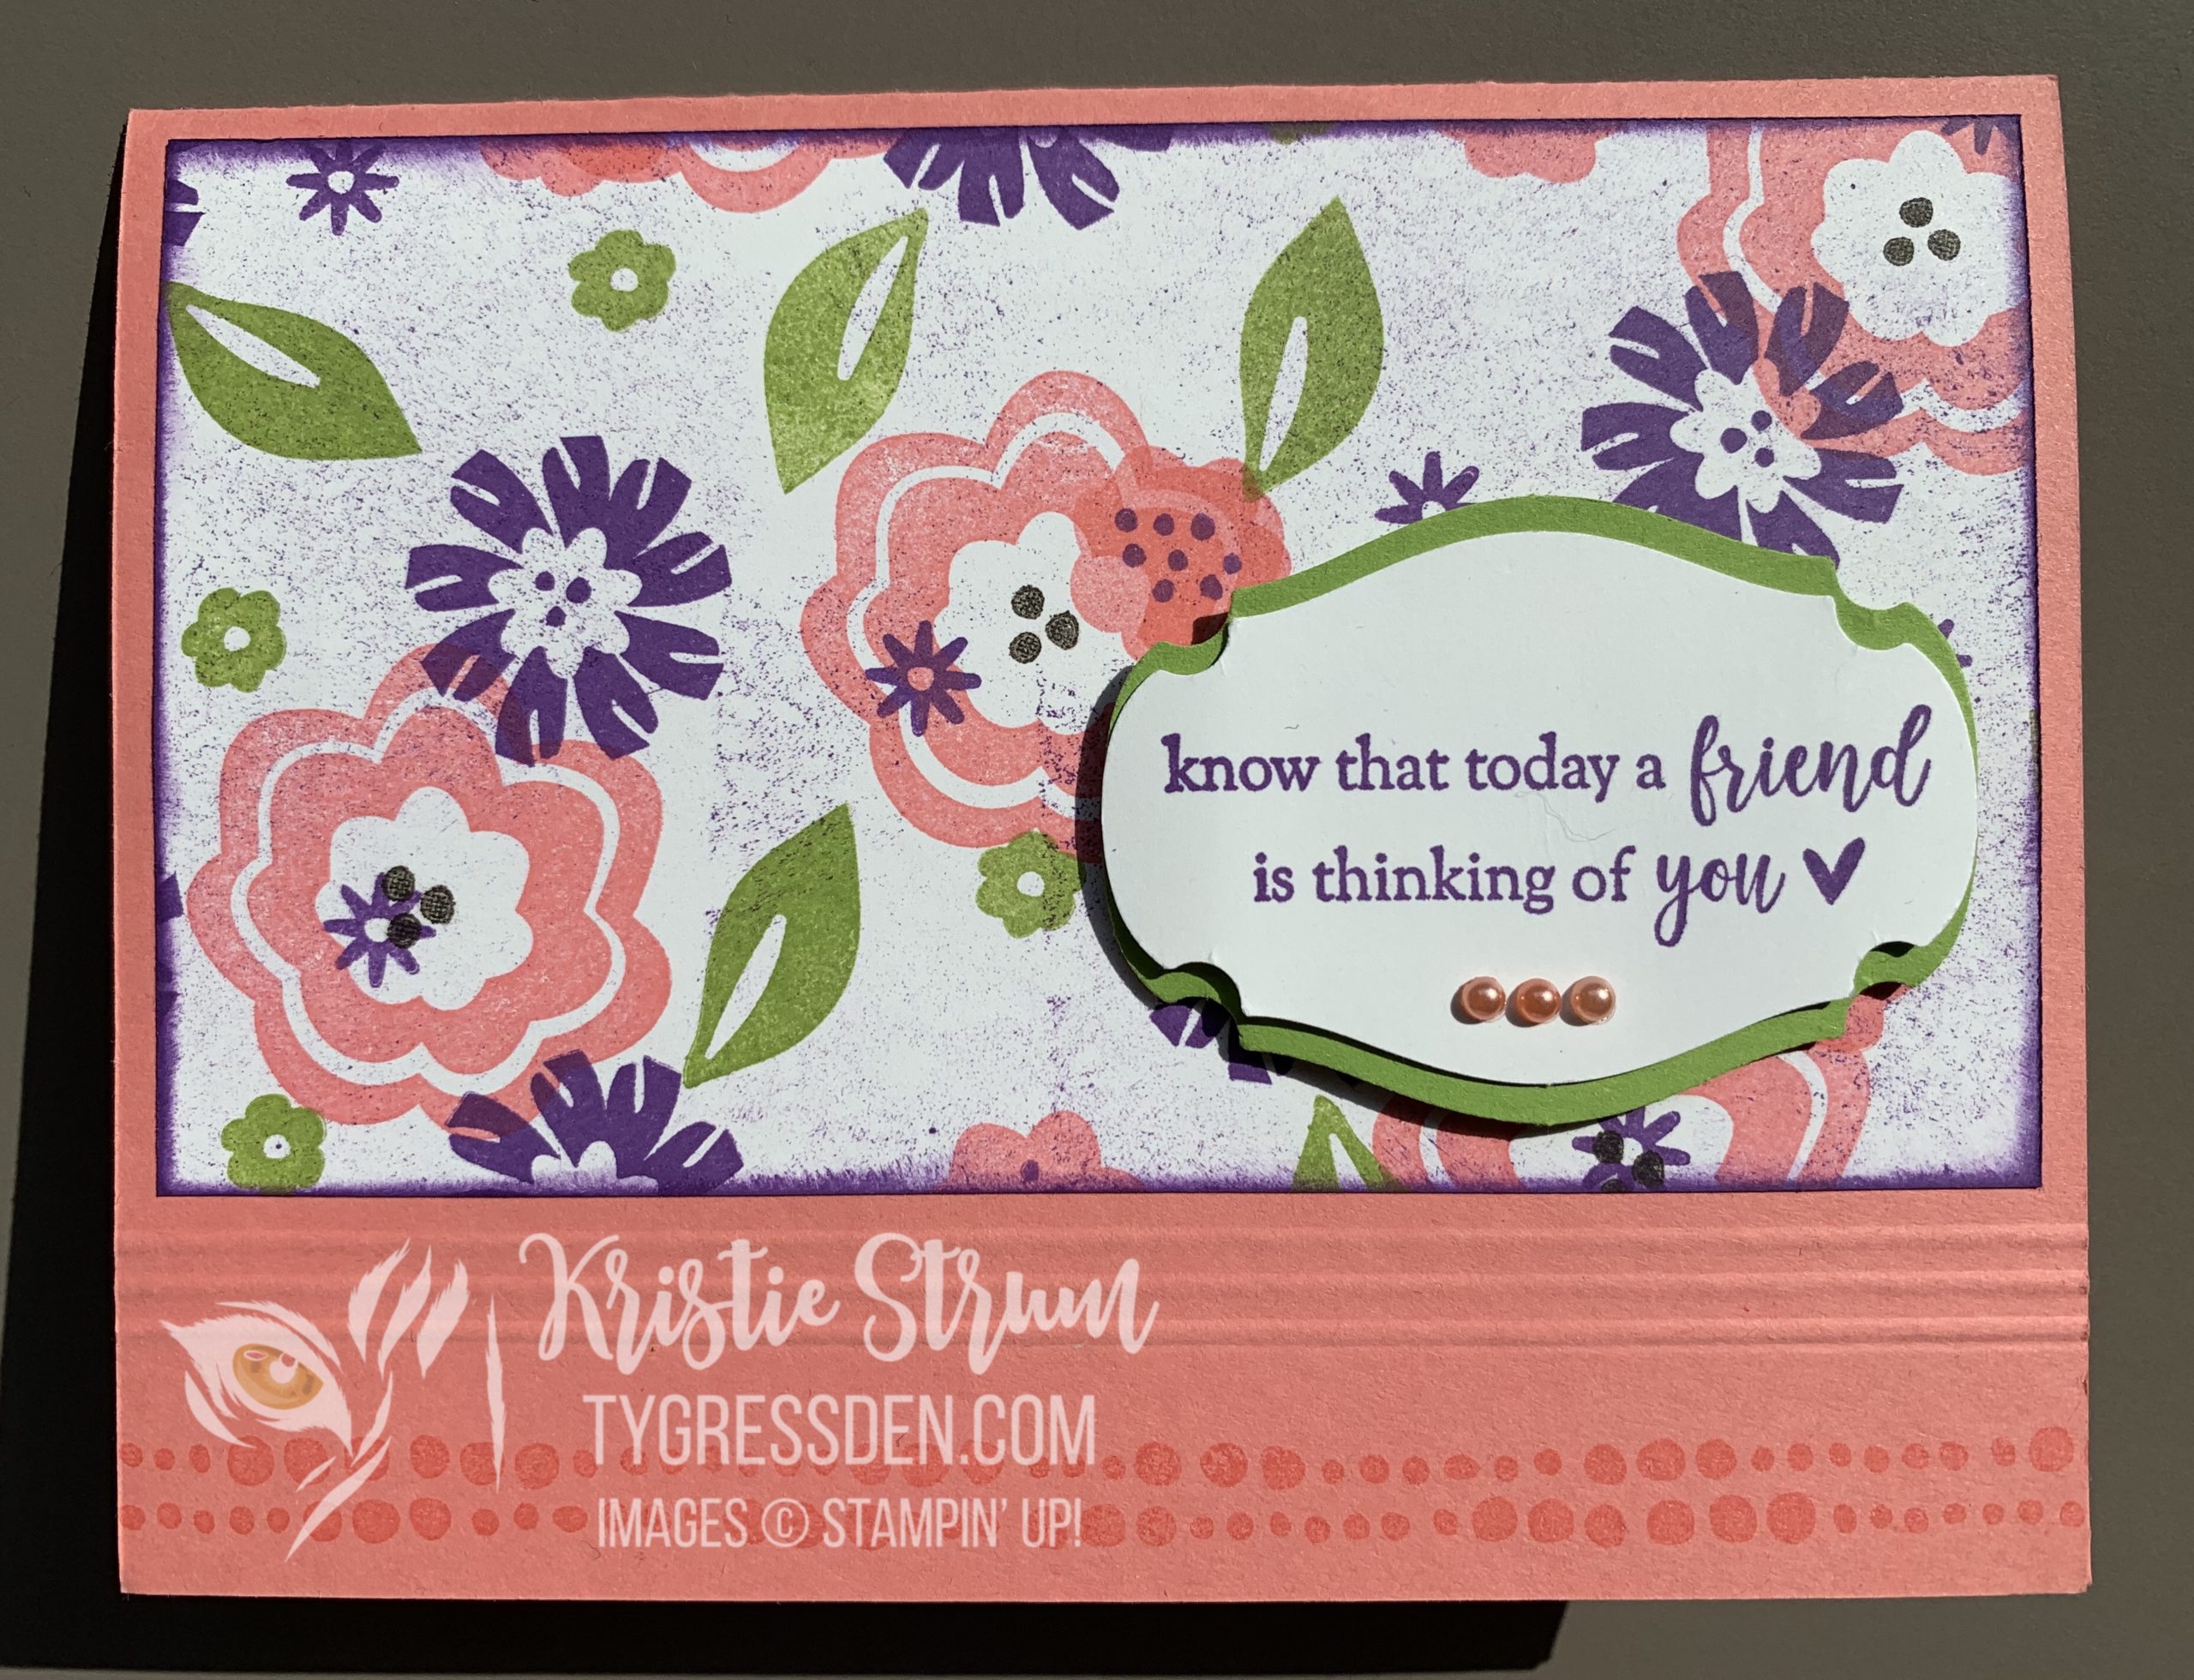 know that today a friend
is thinking of you ♥
Kristie Strum
TYGRESSDEN.COM
IMAGES © STAMPIN' UP!